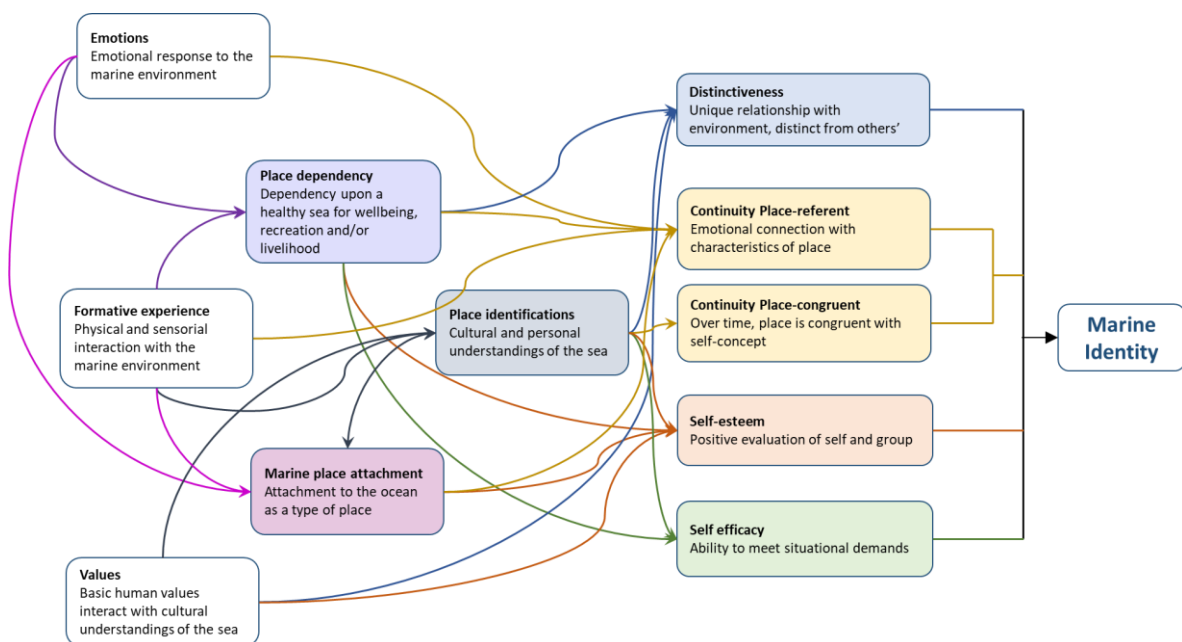 Emotions
Emotional response to the
marine environment
Distinctiveness
Unique relationship with
environment, distinct from others’
Place dependency
Dependency upon a
healthy sea for wellbeing,
recreation and/or
livelihood
Continuity Place-referent
Emotional connection with
characteristics of place
Formative experience
Physical and sensorial
interaction with the
marine environment
Place identifications
Cultural and personal
understandings of the sea
Continuity Place-congruent
Over time, place is congruent with
self-concept
Marine
Identity
Self-esteem
Positive evaluation of self and group
Marine place attachment
Attachment to the ocean
as a type of place
Self efficacy
Ability to meet situational demands
Values
Basic human values
interact with cultural
understandings of the sea